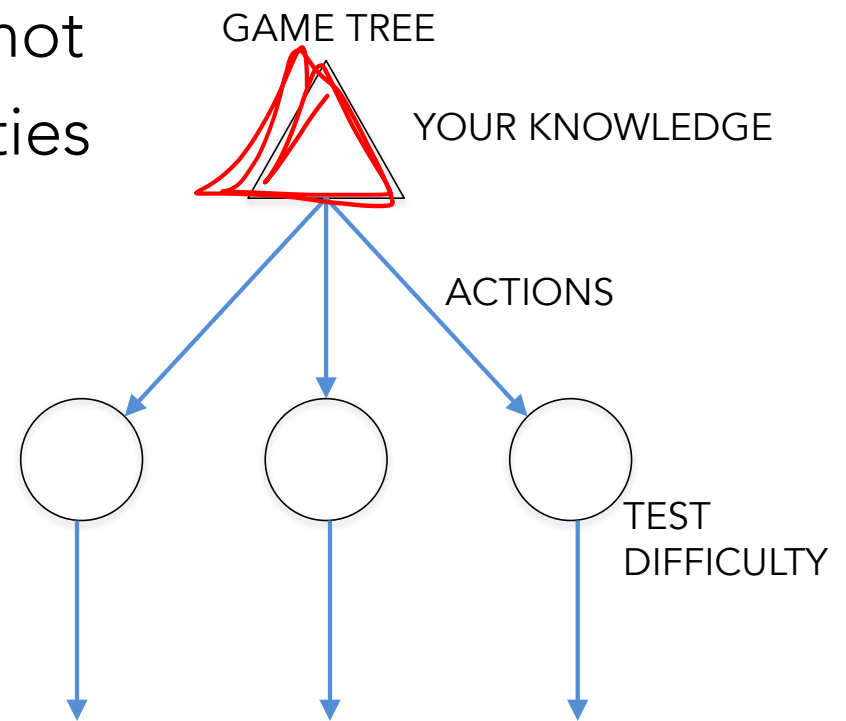 not
ties
GAME TREE
YOUR KNOWLEDGE
ACTIONS
TEST
DIFFICULTY